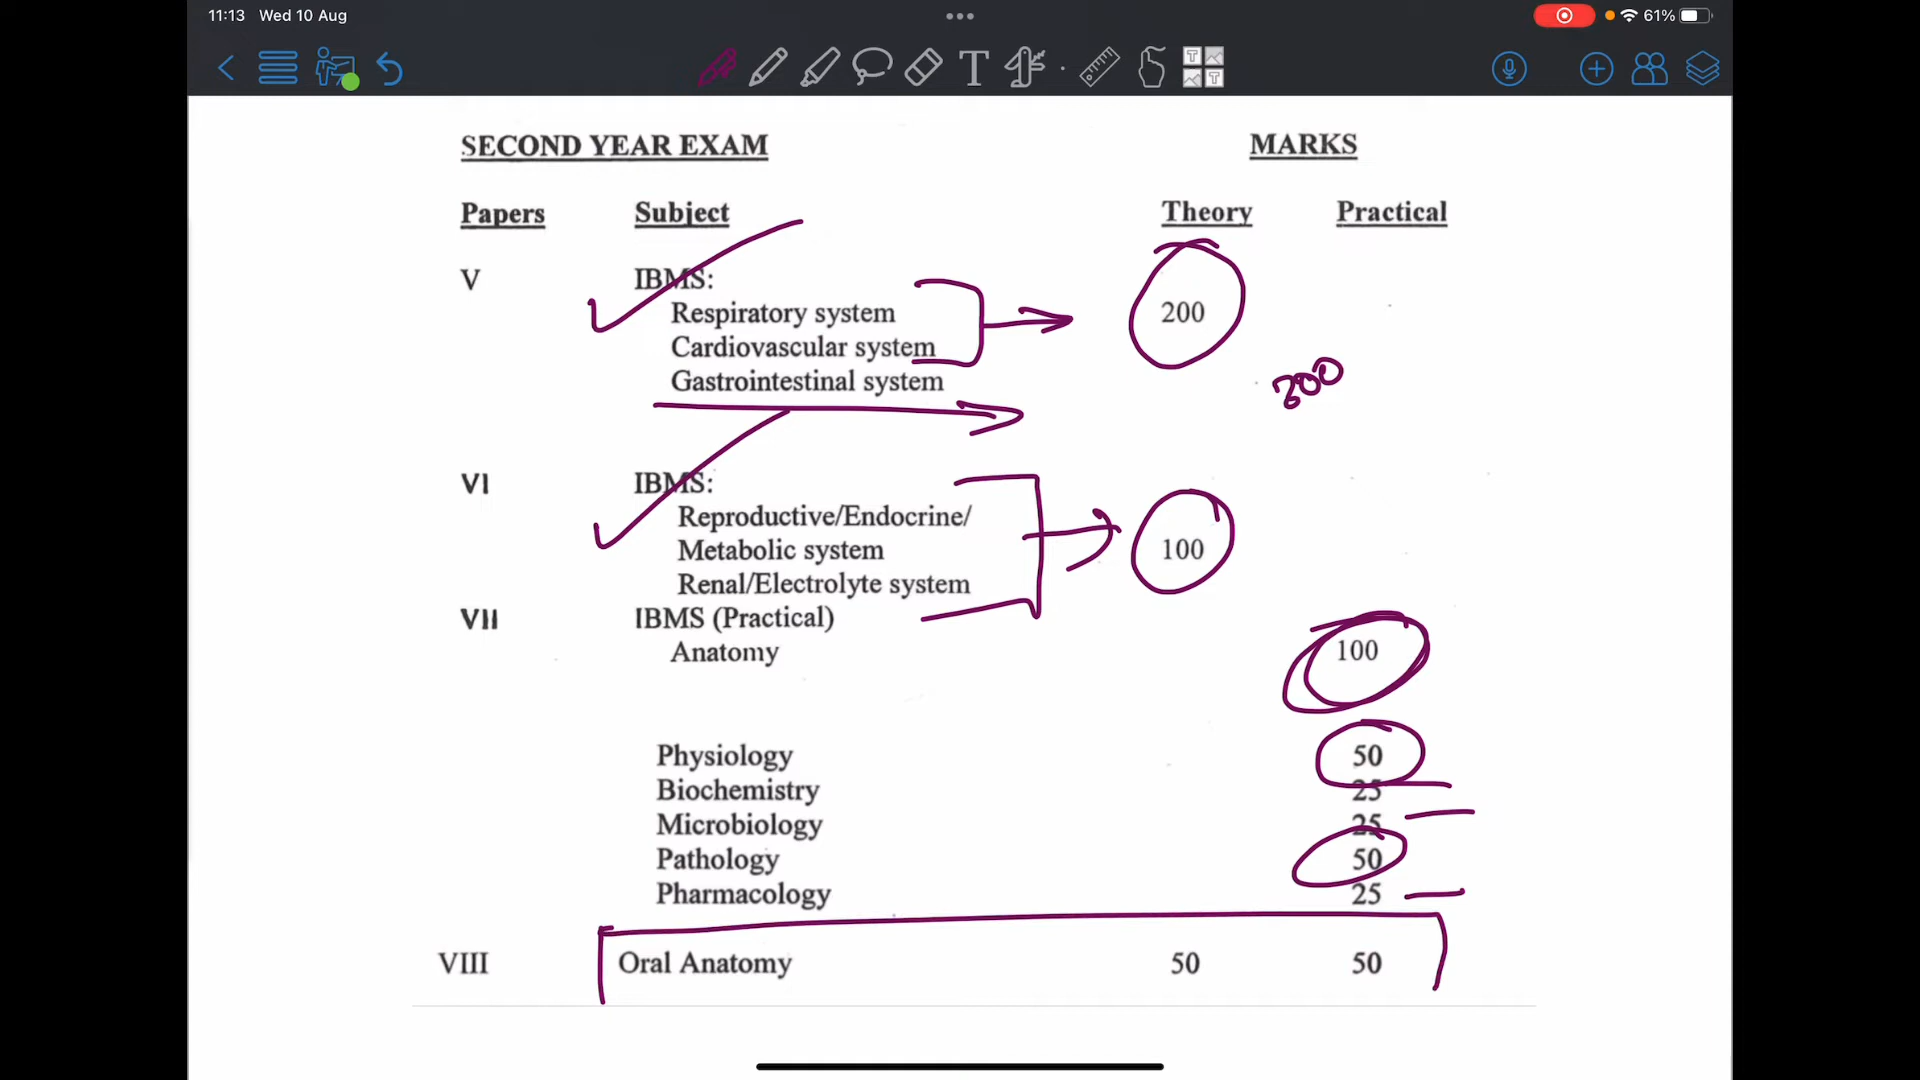 11:13 Wed 10 Aug 61%
SECOND YEAR EXAM MARKS
Papers Subject Theory Practical
V IBMS:
Respiratory system 200
Cardiovascular system
Gastrointestinal system
VI IBMS:
Reproductive/Endocrine/
Metabolic system 100
Renal/Electrolyte system
VII IBMS (Practical)
Anatomy 100
Physiology 50
Biochemistry 25
Microbiology 25
Pathology 50
Pharmacology 25
VIII Oral Anatomy 50 50